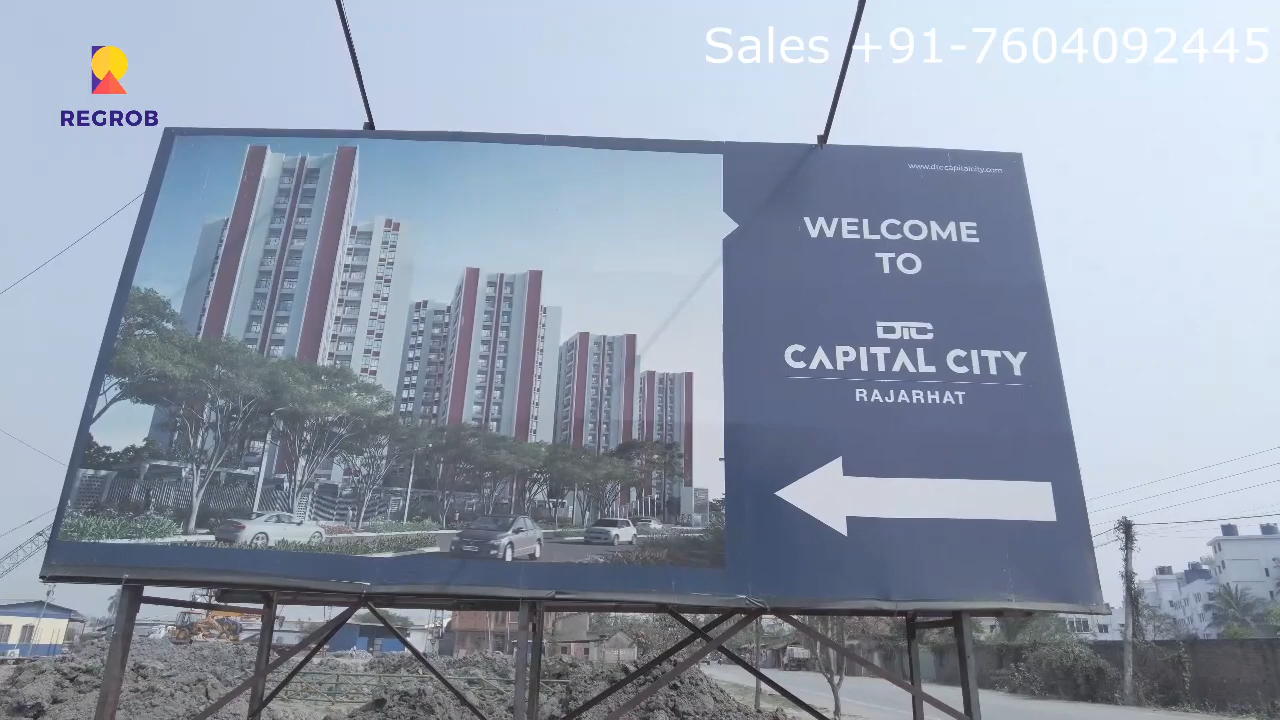 Sales +91-7604092445
REGROB
www.dtccapitalcity.com
WELCOME
TO
DTC
CAPITAL CITY
RAJARHAT